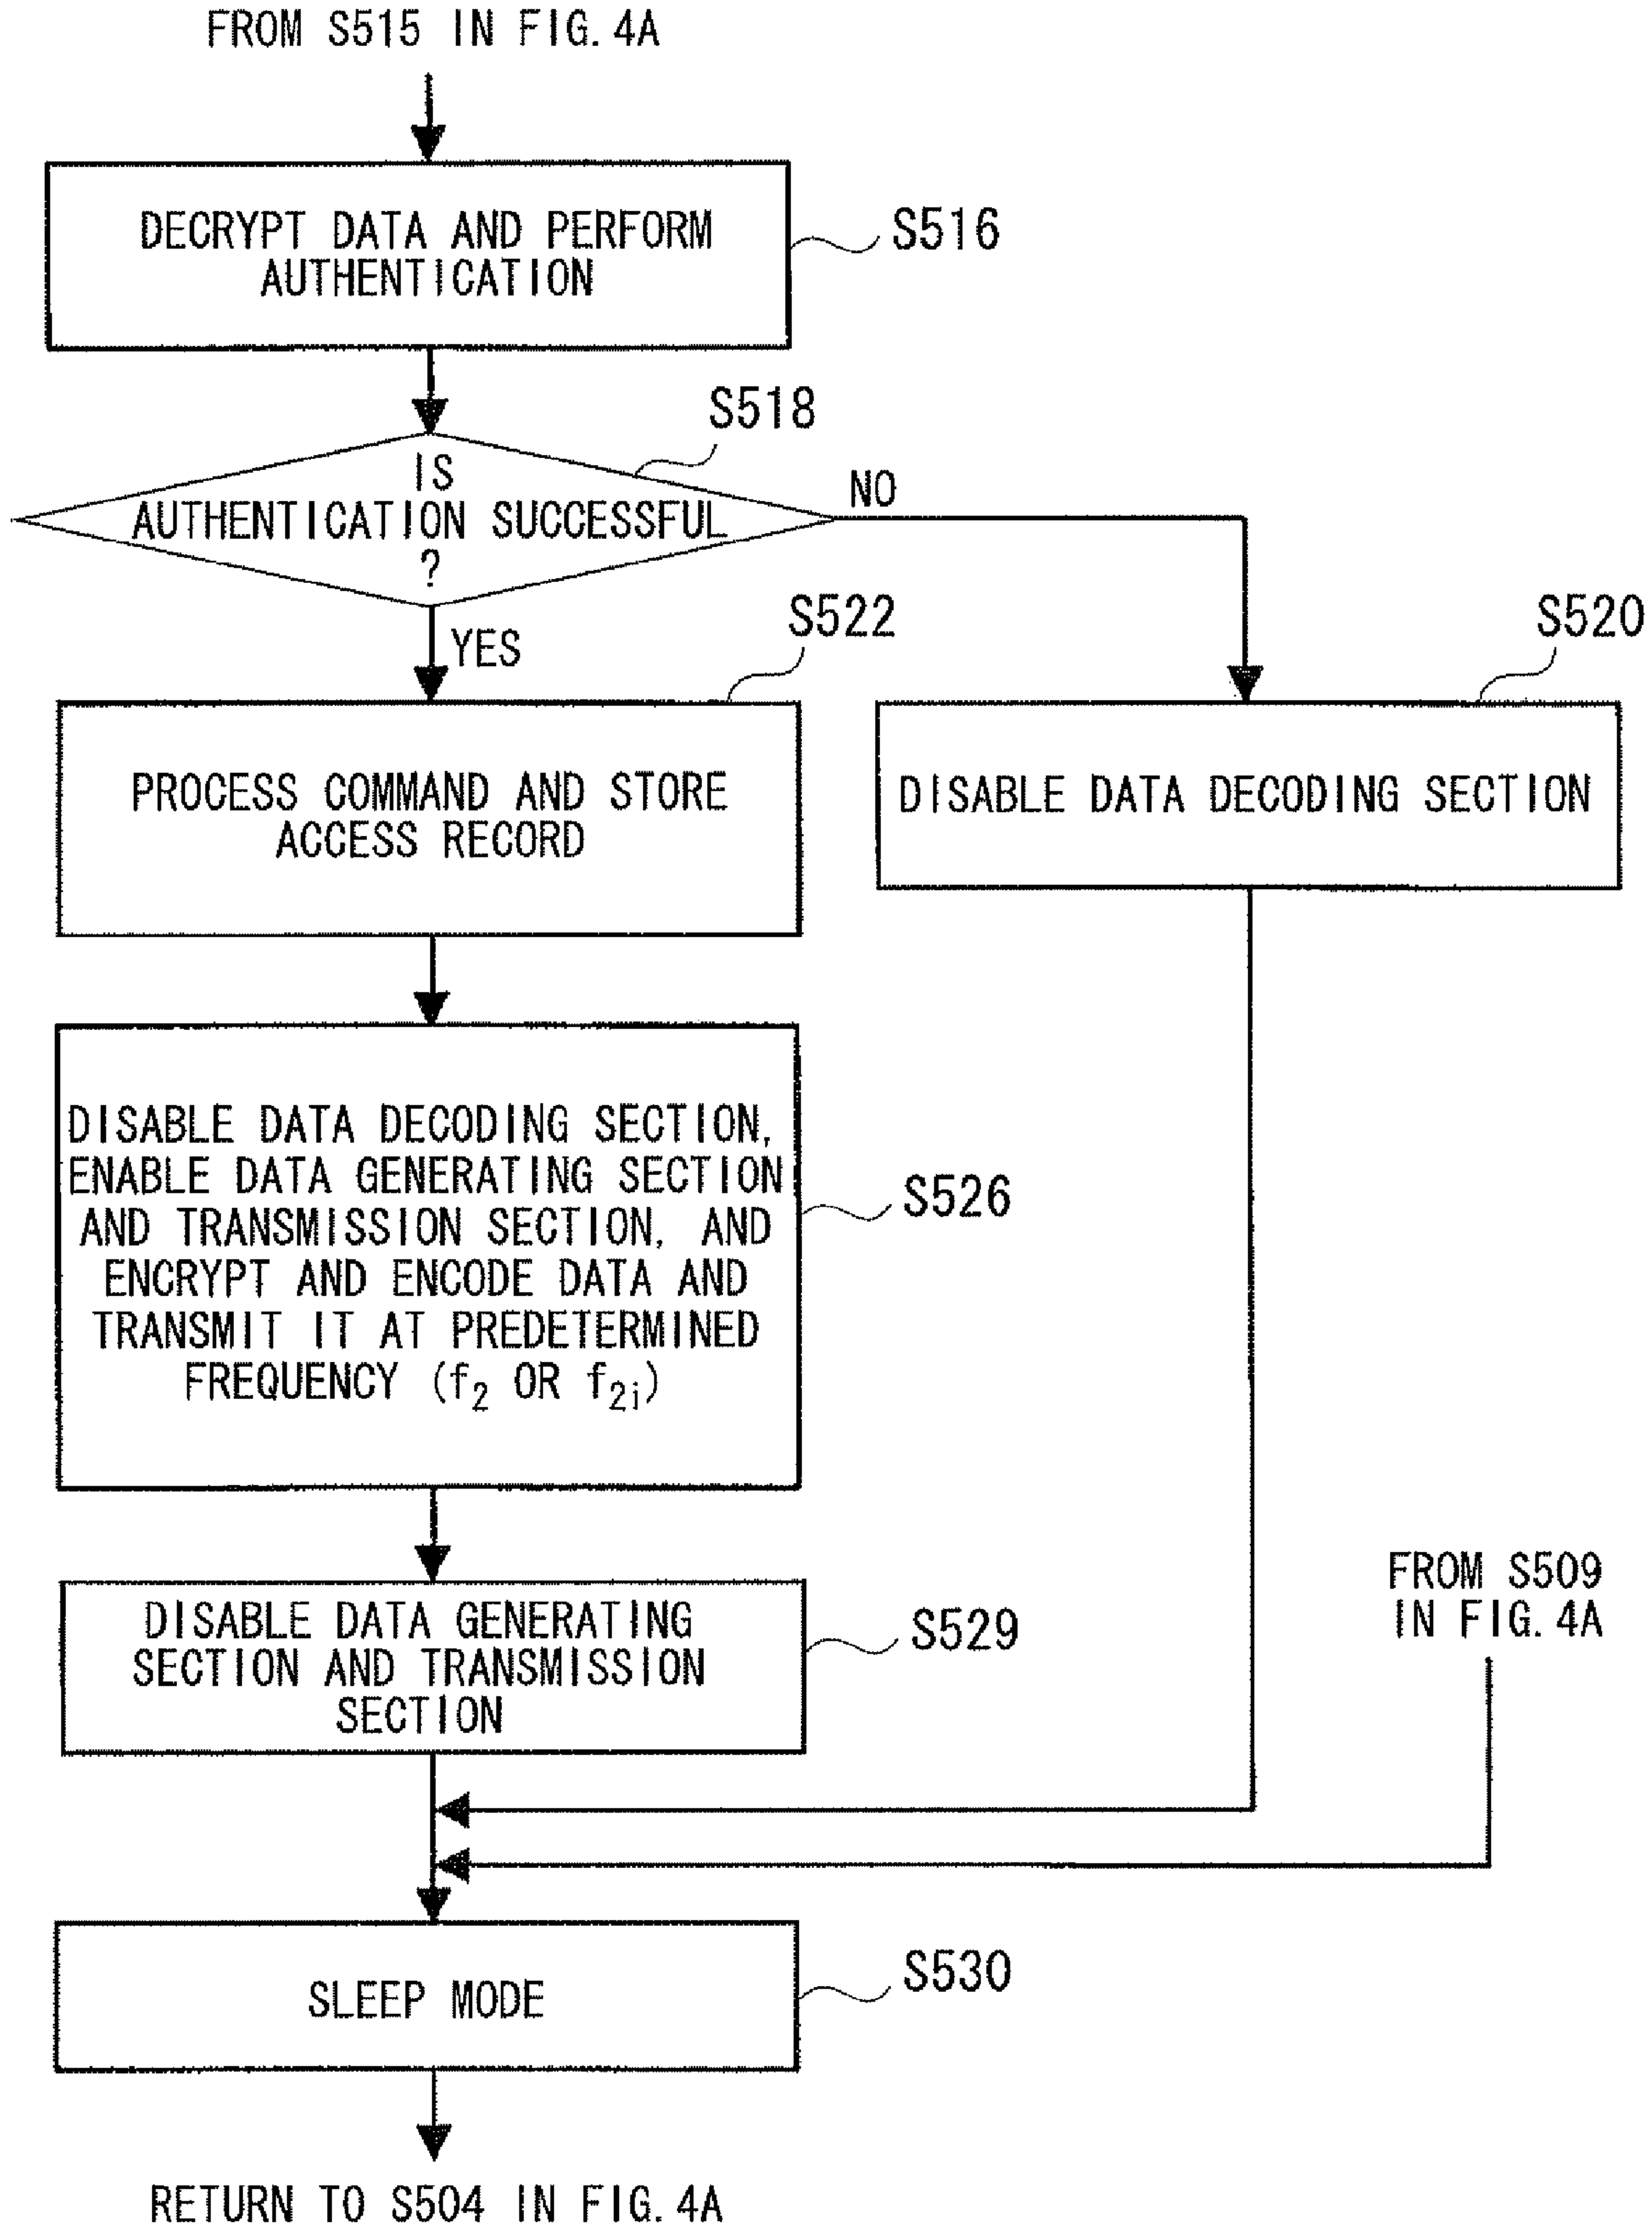 FROM S515 IN FIG.4A
DECRYPT DATA AND PERFORM
AUTHENTICATION
S516
S518
IS
AUTHENTICATION SUCCESSFUL
?
NO
YES
S522
S520
PROCESS COMMAND AND STORE
ACCESS RECORD
DISABLE DATA DECODING SECTION
DISABLE DATA DECODING SECTION,
ENABLE DATA GENERATING SECTION
AND TRANSMISSION SECTION, AND
ENCRYPT AND ENCODE DATA AND
TRANSMIT IT AT PREDETERMINED
FREQUENCY (f2 OR f2i)
S526
DISABLE DATA GENERATING
SECTION AND TRANSMISSION
SECTION
S529
FROM S509
IN FIG.4A
SLEEP MODE
S530
RETURN TO S504 IN FIG.4A